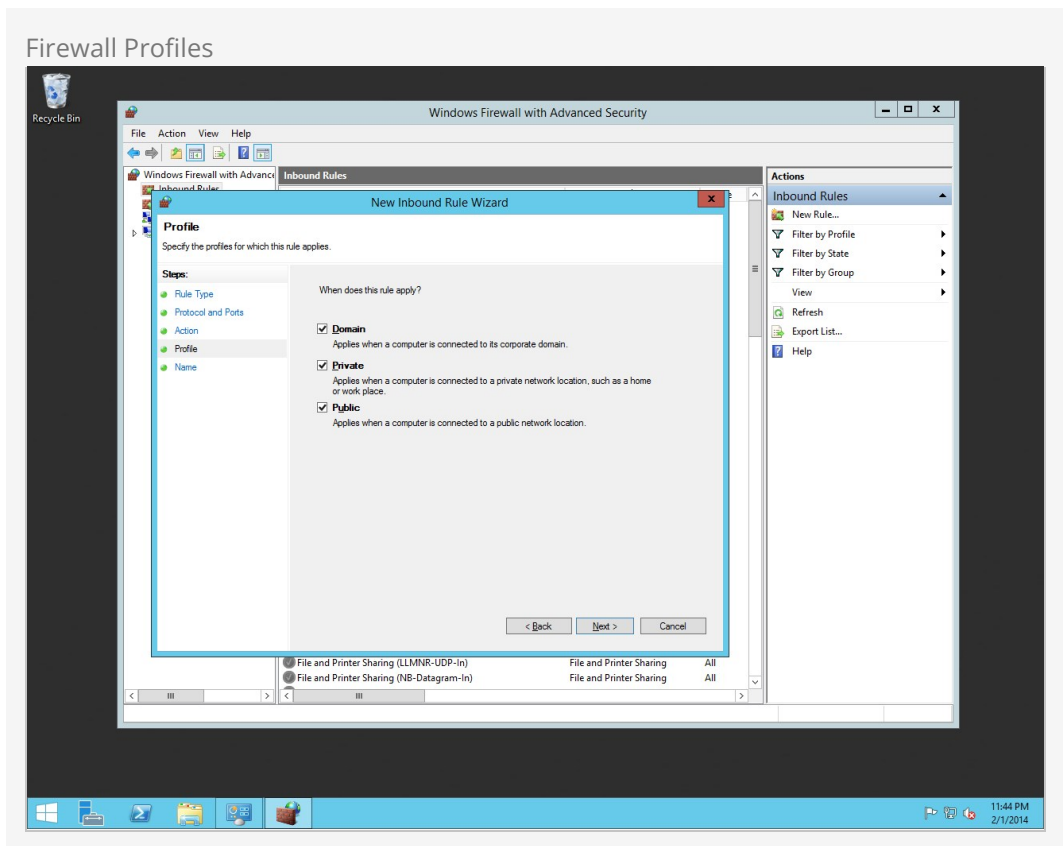 Firewall Profiles
Recycle Bin
Windows Firewall with Advanced Security
File Action View Help
Windows Firewall with Advance
Inbound Rules
Actions
Inbound Rules
Inbound Rules
New Rule...
Filter by Profile
Filter by State
Filter by Group
View
Refresh
Export List...
Help
New Inbound Rule Wizard
Profile
Specify the profiles for which this rule applies.
Steps:
Rule Type
Protocol and Ports
Action
Profile
Name
When does this rule apply?
Domain
Applies when a computer is connected to its corporate domain.
Private
Applies when a computer is connected to a private network location, such as a home
or work place.
Public
Applies when a computer is connected to a public network location.
< Back Next > Cancel
File and Printer Sharing (LLMNR-UDP-In) File and Printer Sharing All
File and Printer Sharing (NB-Datagram-In) File and Printer Sharing All
11:44 PM
2/1/2014